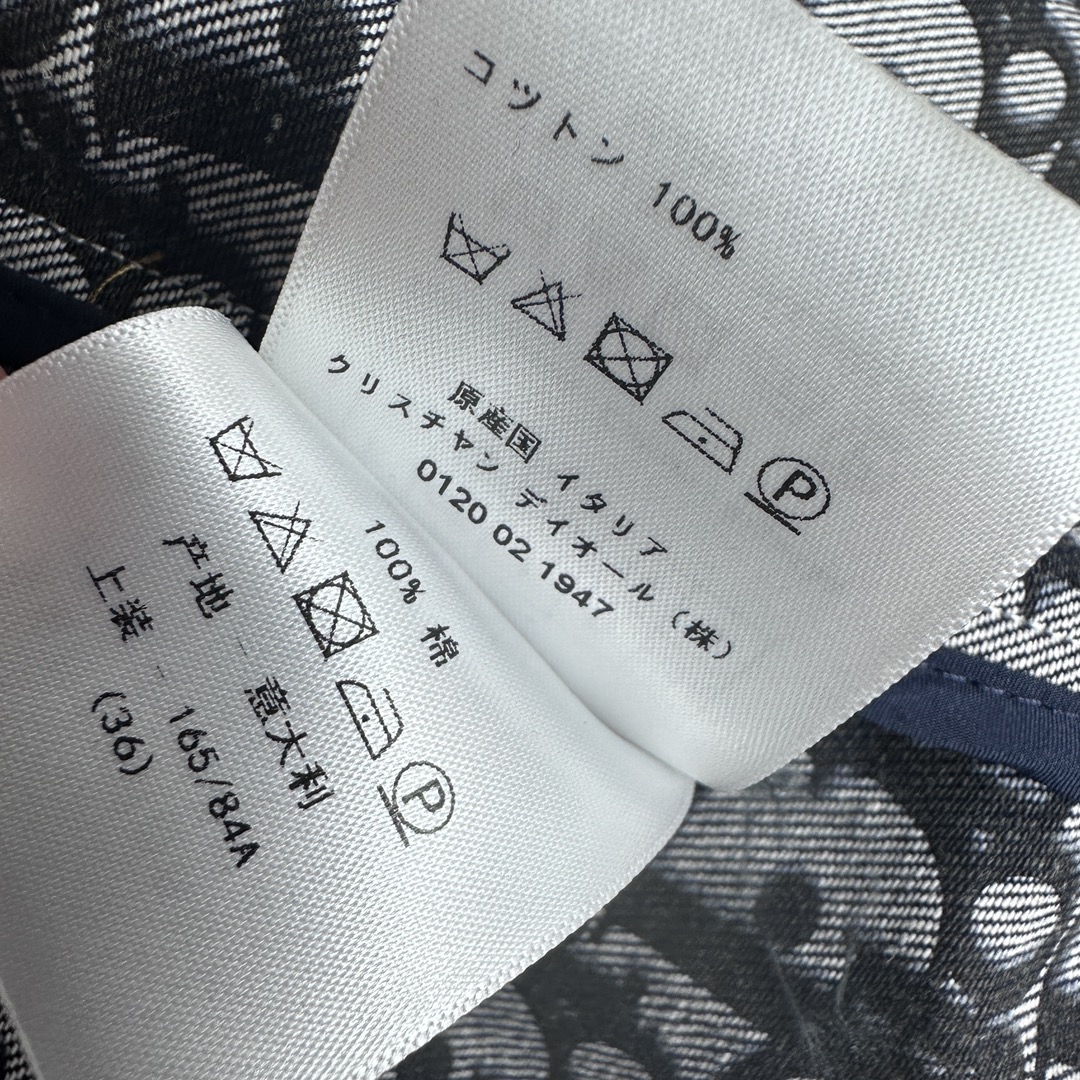 コットン 100%
原産国 イタリア
クリスチャン ディオール (株)
0120 02 1947
100% 棉
产地 - 意大利
上装 - 165/84A
(36)
P
P